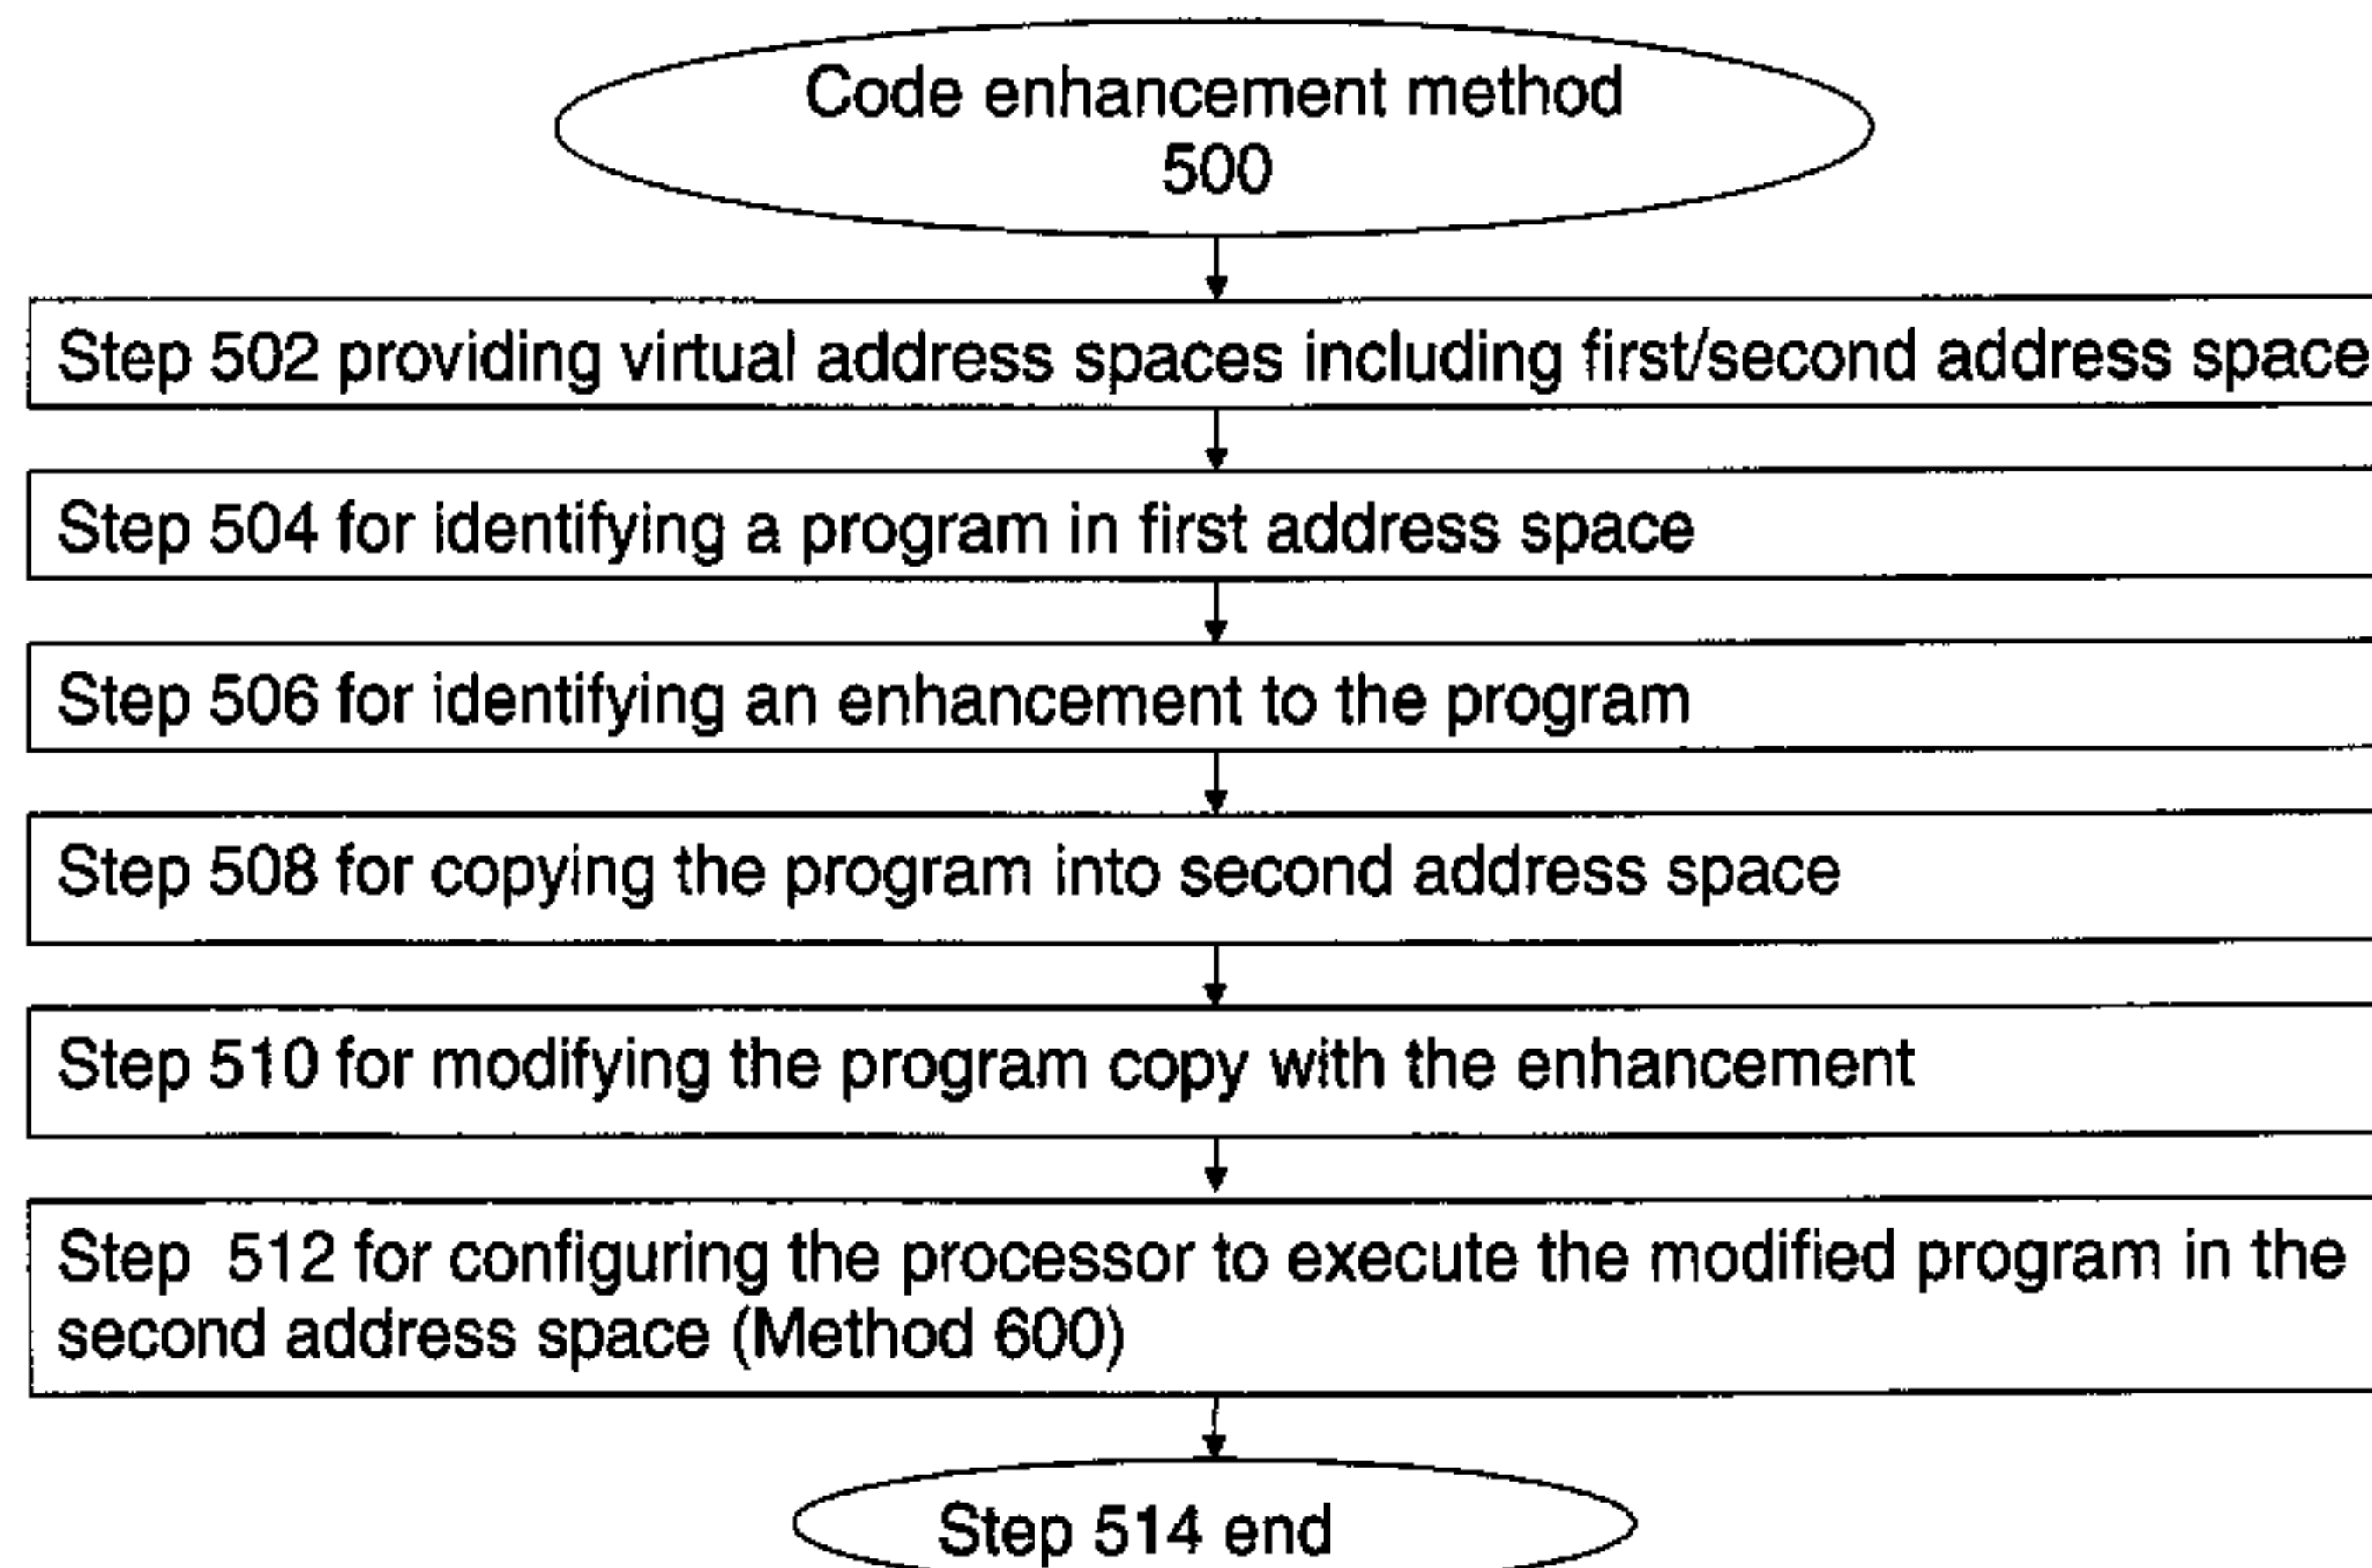 Code enhancement method
500
Step 502 providing virtual address spaces including first/second address space
Step 504 for identifying a program in first address space
Step 506 for identifying an enhancement to the program
Step 508 for copying the program into second address space
Step 510 for modifying the program copy with the enhancement
Step 512 for configuring the processor to execute the modified program in the
second address space (Method 600)
Step 514 end